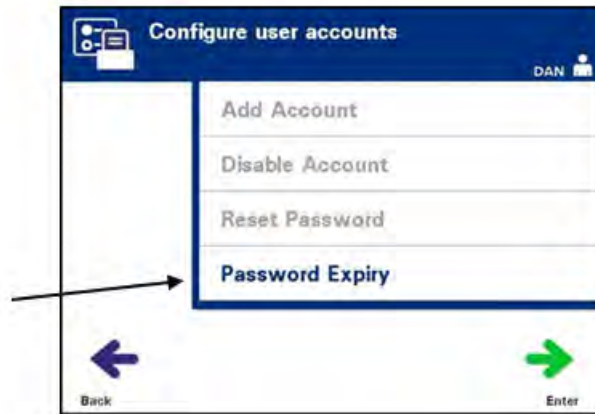 Configure user accounts
DAN
Add Account
Disable Account
Reset Password
Password Expiry
Back
Enter